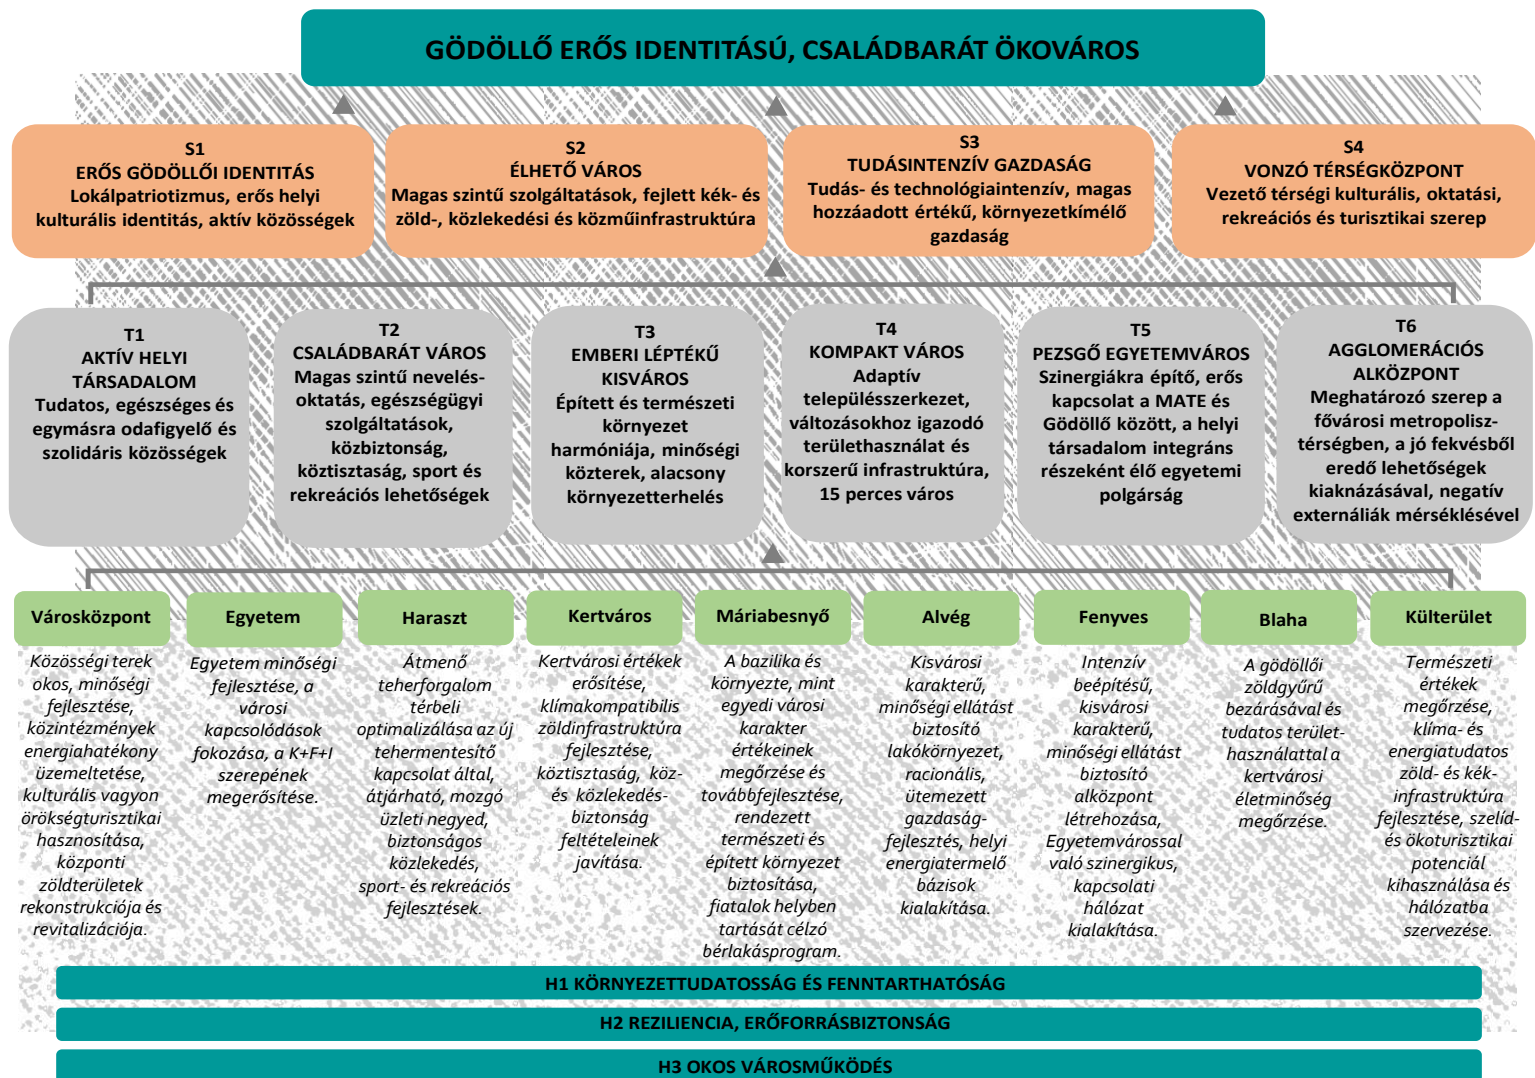 GÖDÖLLŐ ERŐS IDENTITÁSÚ, CSALÁDBARÁT ÖKOVÁROS
S1
ERŐS GÖDÖLLŐI IDENTITÁS
Lokálpatriotizmus, erős helyi
kulturális identitás, aktív közösségek
S2
ÉLHETŐ VÁROS
Magas szintű szolgáltatások, fejlett kék- és
zöld-, közlekedési és közműinfrastruktúra
S3
TUDÁSINTENZÍV GAZDASÁG
Tudás- és technológiaintenzív, magas
hozzáadott értékű, környezetkímélő
gazdaság
S4
VONZÓ TÉRSÉGKÖZPONT
Vezető térségi kulturális, oktatási,
rekreációs és turisztikai szerep
T1
AKTÍV HELYI
TÁRSADALOM
Tudatos, egészséges és
egymásra odafigyelő és
szolidáris közösségek
T2
CSALÁDBARÁT VÁROS
Magas szintű nevelés-
oktatás, egészségügyi
szolgáltatások,
közbiztonság,
köztisztaság, sport és
rekreációs lehetőségek
T3
EMBERI LÉPTÉKŰ
KISVÁROS
Épített és természeti
környezet
harmóniája, minőségi
közterek, alacsony
környezetterhelés
T4
KOMPAKT VÁROS
Adaptív
településszerkezet,
változásokhoz igazodó
területhasználat és
korszerű infrastruktúra,
15 perces város
T5
PEZSGŐ EGYETEMVÁROS
Szinergiákra építő, erős
kapcsolat a MATE és
Gödöllő között, a helyi
társadalom integráns
részeként élő egyetemi
polgárság
T6
AGGLOMERÁCIÓS
ALKÖZPONT
Meghatározó szerep a
fővárosi metropolisz-
térségben, a jó fekvésből
eredő lehetőségek
kiaknázásával, negatív
externáliák mérséklésével
Városközpont
Közösségi terek
okos, minőségi
fejlesztése,
közintézmények
energiahatékony
üzemeltetése,
kulturális vagyon
örökségturisztikai
hasznosítása,
központi
zöldterületek
rekonstrukciója és
revitalizációja.
Egyetem
Egyetem minőségi
fejlesztése, a
városi
kapcsolódások
fokozása, a K+F+I
szerepének
megerősítése.
Haraszt
Átmenő
teherforgalom
térbeli
optimalizálása az új
tehermentesítő
kapcsolat által,
átjárható, mozgó
üzleti negyed,
biztonságos
közlekedés,
sport- és rekreációs
fejlesztések.
Kertváros
Kertvárosi értékek
erősítése,
klímakompatibilis
zöldinfrastruktúra
fejlesztése,
köztisztaság, köz-
és közlekedés-
biztonság
feltételeinek
javítása.
Máriabesnyő
A bazilika és
környezte, mint
egyedi városi
karakter
értékeinek
megőrzése és
továbbfejlesztése,
rendezett
természeti és
épített környezet
biztosítása,
fiatalok helyben
tartását célzó
bérlakásprogram.
Alvég
Kisvárosi
karakterű,
minőségi ellátást
biztosító
lakókörnyezet,
racionális,
ütemezett
gazdaság-
fejlesztés, helyi
energiatermelő
bázisok
kialakítása.
Fenyves
Intenzív
beépítésű,
kisvárosi
karakterű,
minőségi ellátást
biztosító
alközpont
létrehozása,
Egyetemvárossal
való szinergikus,
kapcsolati
hálózat
kialakítása.
Blaha
A gödöllői
zöldgyűrű
bezárásával és
tudatos terület-
használattal a
kertvárosi
életminőség
megőrzése.
Külterület
Természeti
értékek
megőrzése,
klíma- és
energiatudatos
zöld- és kék-
infrastruktúra
fejlesztése, szelíd-
és ökoturisztikai
potenciál
kihasználása és
hálózatba
szervezése.
H1 KÖRNYEZETTUDATOSSÁG ÉS FENNTARTHATÓSÁG
H2 REZILIENCIA, ERŐFORRÁSBIZTONSÁG
H3 OKOS VÁROSMŰKÖDÉS